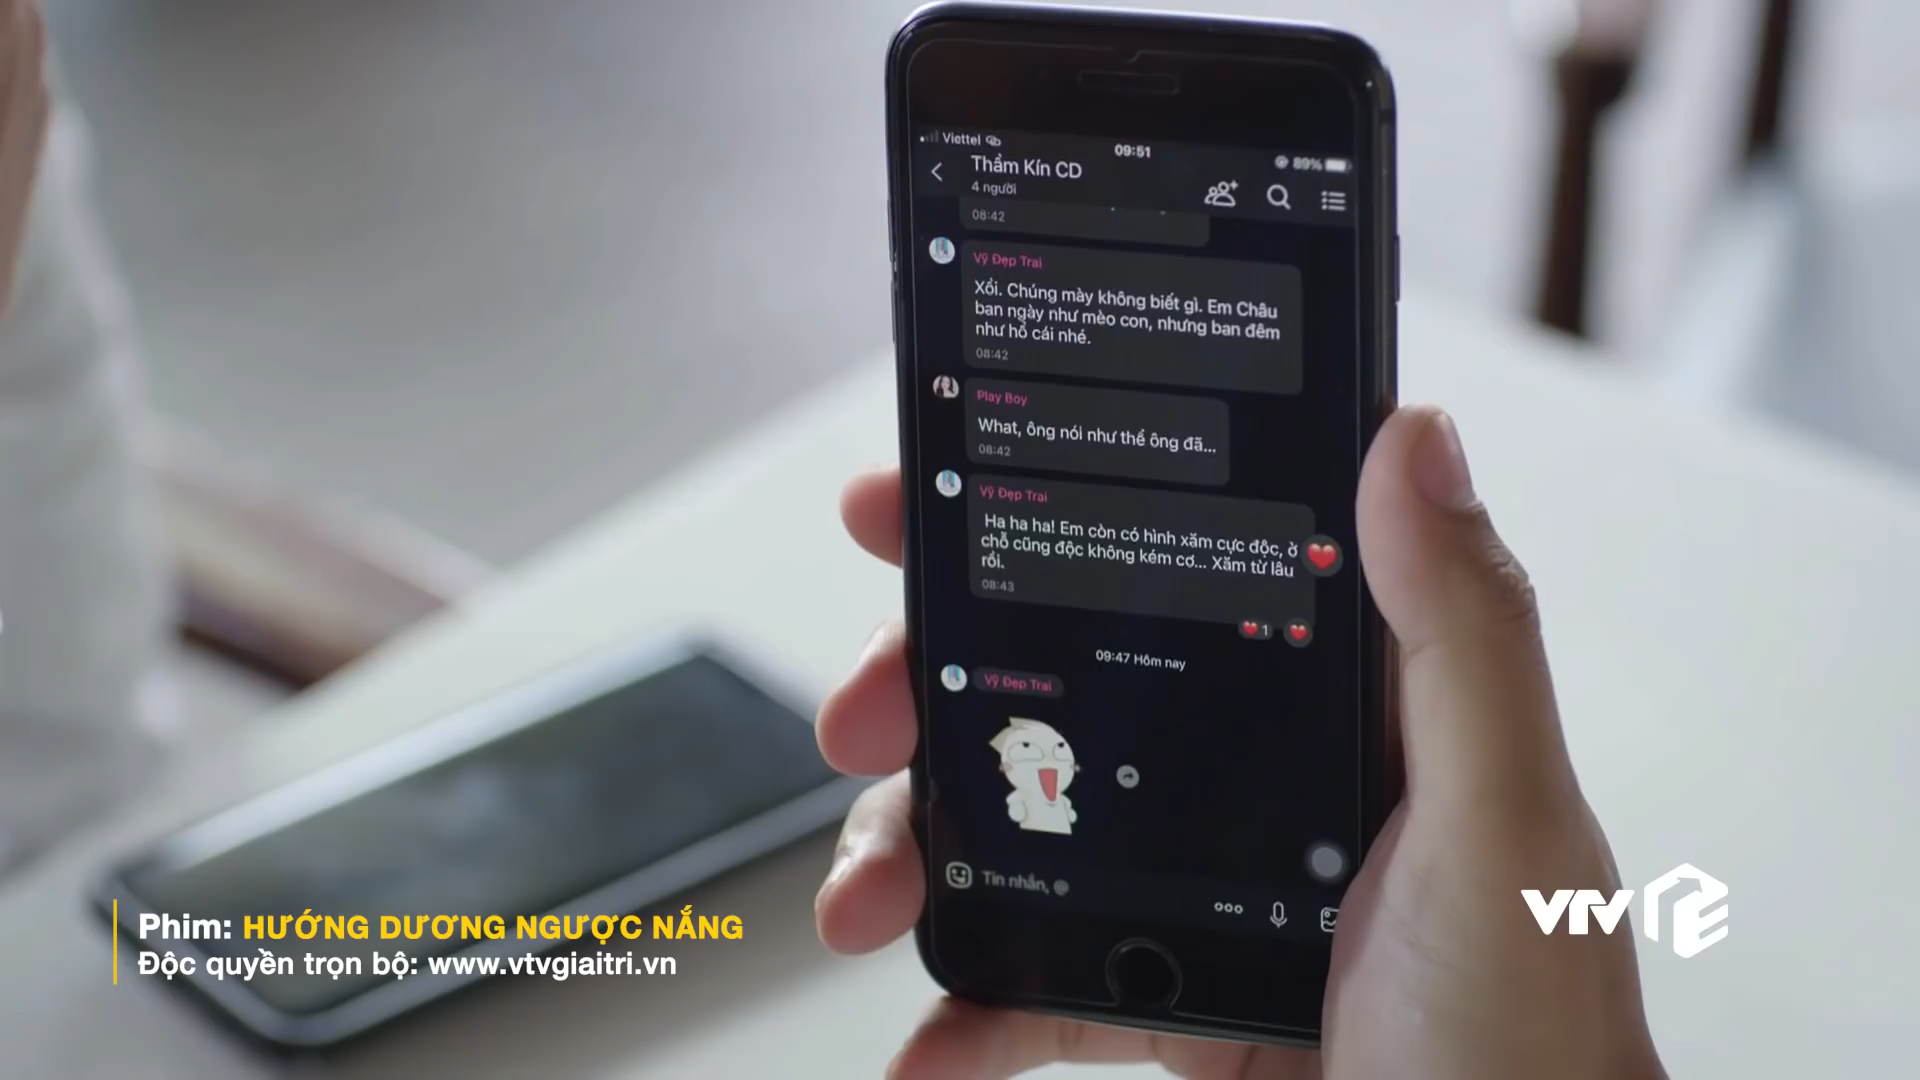 Viettel
09:51
89%
Thầm Kín CD
4 người
08:42
Vỹ Đẹp Trai
Xổi. Chúng mày không biết gì. Em Châu
ban ngày như mèo con, nhưng ban đêm
như hổ cái nhé.
08:42
Play Boy
What, ông nói như thể ông đã...
08:42
Vỹ Đẹp Trai
Ha ha ha! Em còn có hình xăm cực độc, ở
chỗ cũng độc không kém cơ... Xăm từ lâu
rồi.
08:43
1
09:47 Hôm nay
Vỹ Đẹp Trai
Tin nhắn, @
Phim: HƯỚNG DƯƠNG NGƯỢC NẮNG
Độc quyền trọn bộ: www.vtvgiaitri.vn
VTV